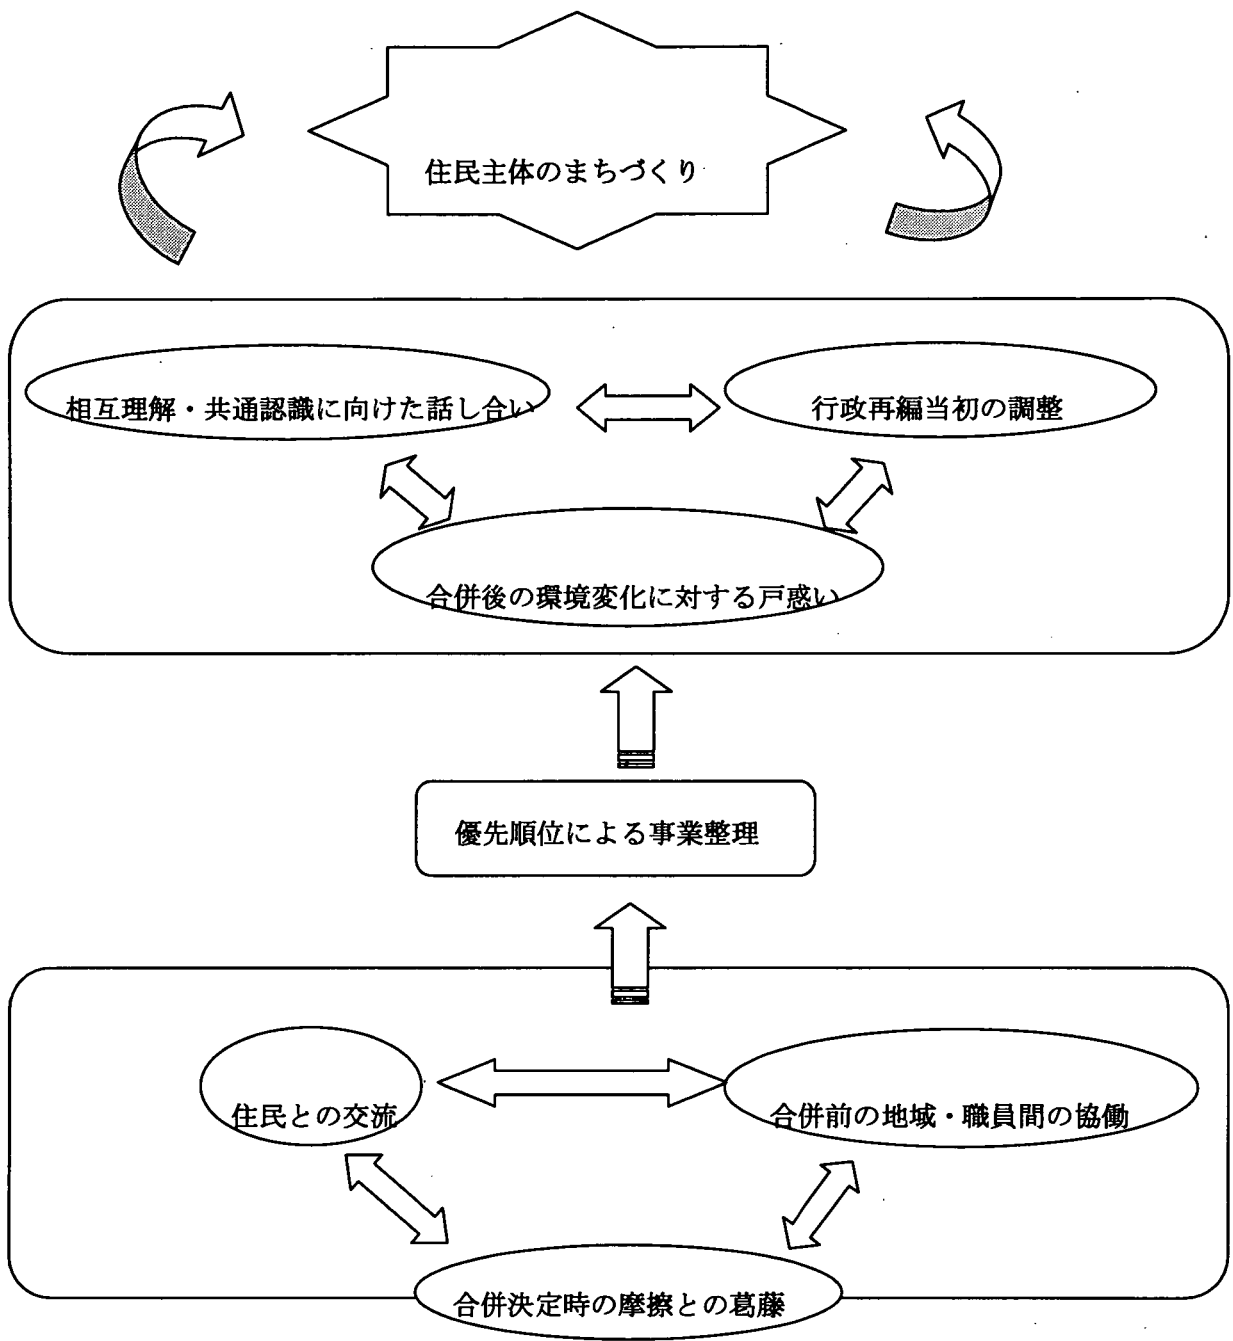 住民主体のまちづくり
相互理解・共通認識に向けた話し合い
行政再編当初の調整
合併後の環境変化に対する戸惑い
優先順位による事業整理
住民との交流
合併前の地域・職員間の協働
合併決定時の摩擦との葛藤